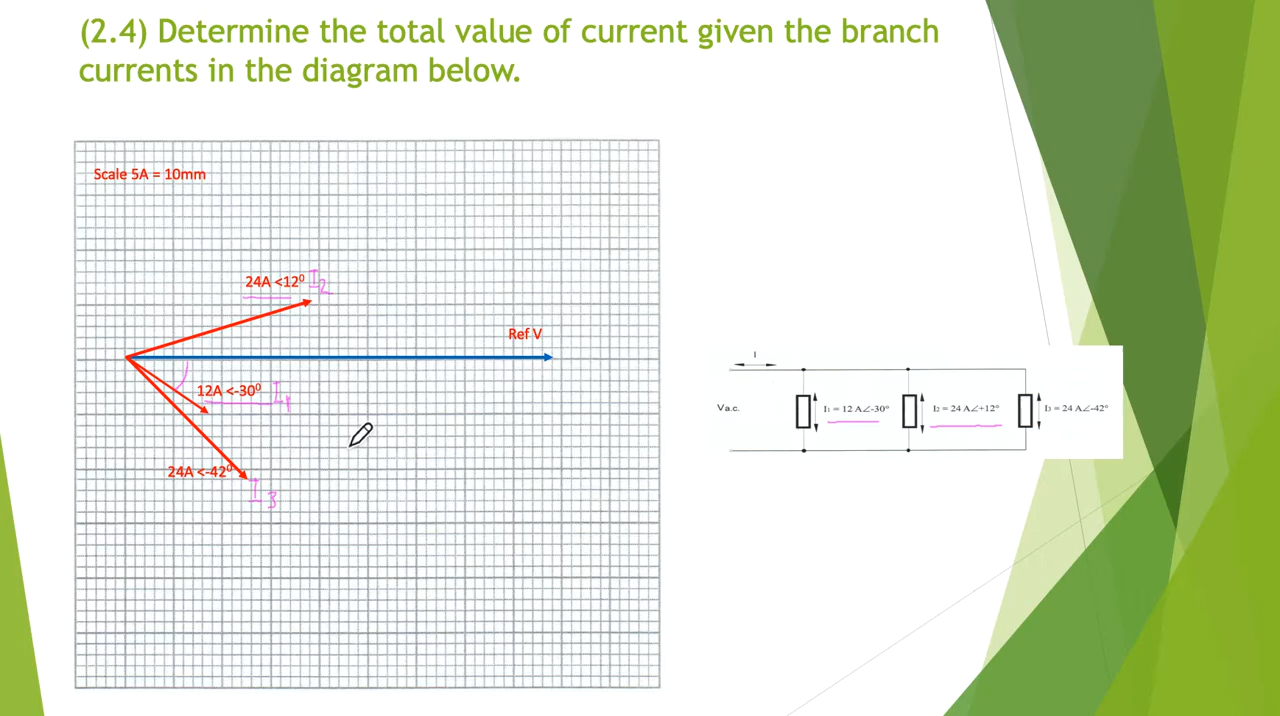 (2.4) Determine the total value of current given the branch
currents in the diagram below.
Scale 5A = 10mm
24A <12⁰ I2
Ref V
12A <-30⁰ I1
24A <-42⁰
I3
I
Va.c.
I₁ = 12 A∠-30°
I₂ = 24 A∠+12°
I₃ = 24 A∠-42°